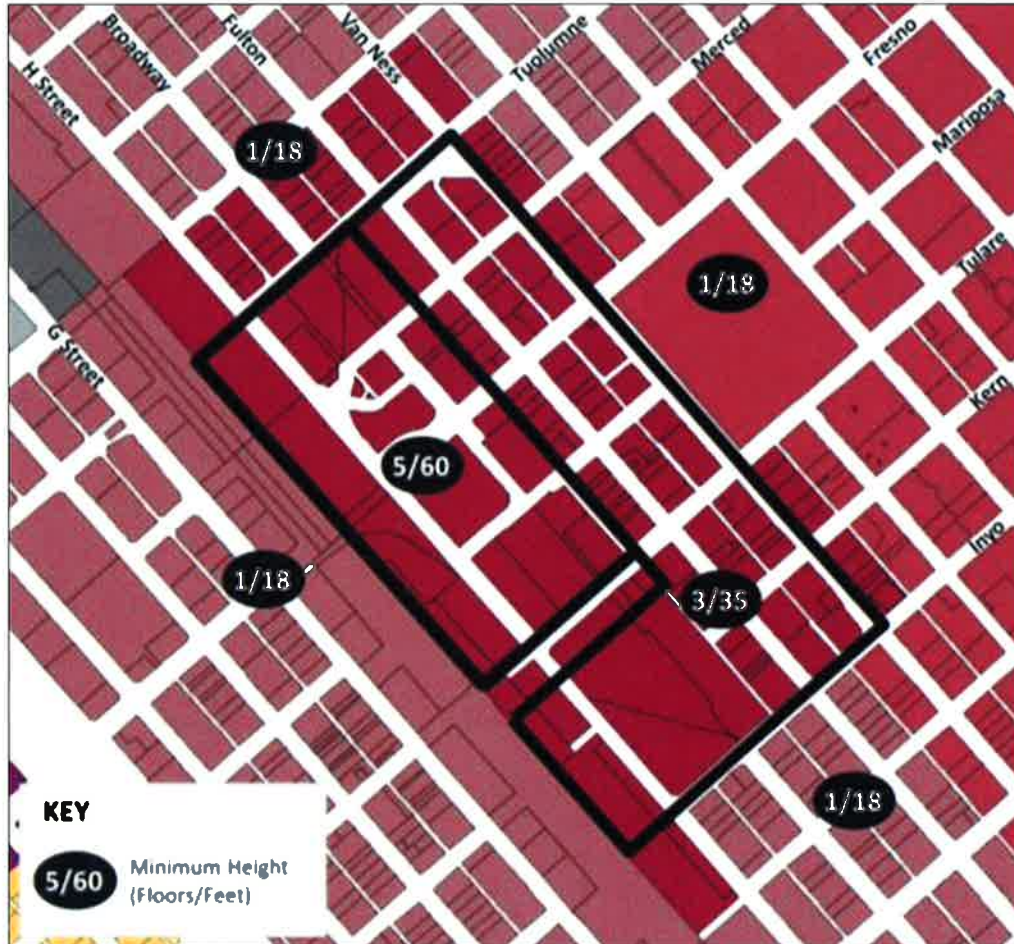 Broadway
Fulton
Van Ness
Tuolumne
Merced
Fresno
H Street
Mariposa
1/18
Tulare
1/18
G Street
Kern
5/60
Inyo
1/18
3/35
1/18
KEY
5/60
Minimum Height
(Floors/Feet)